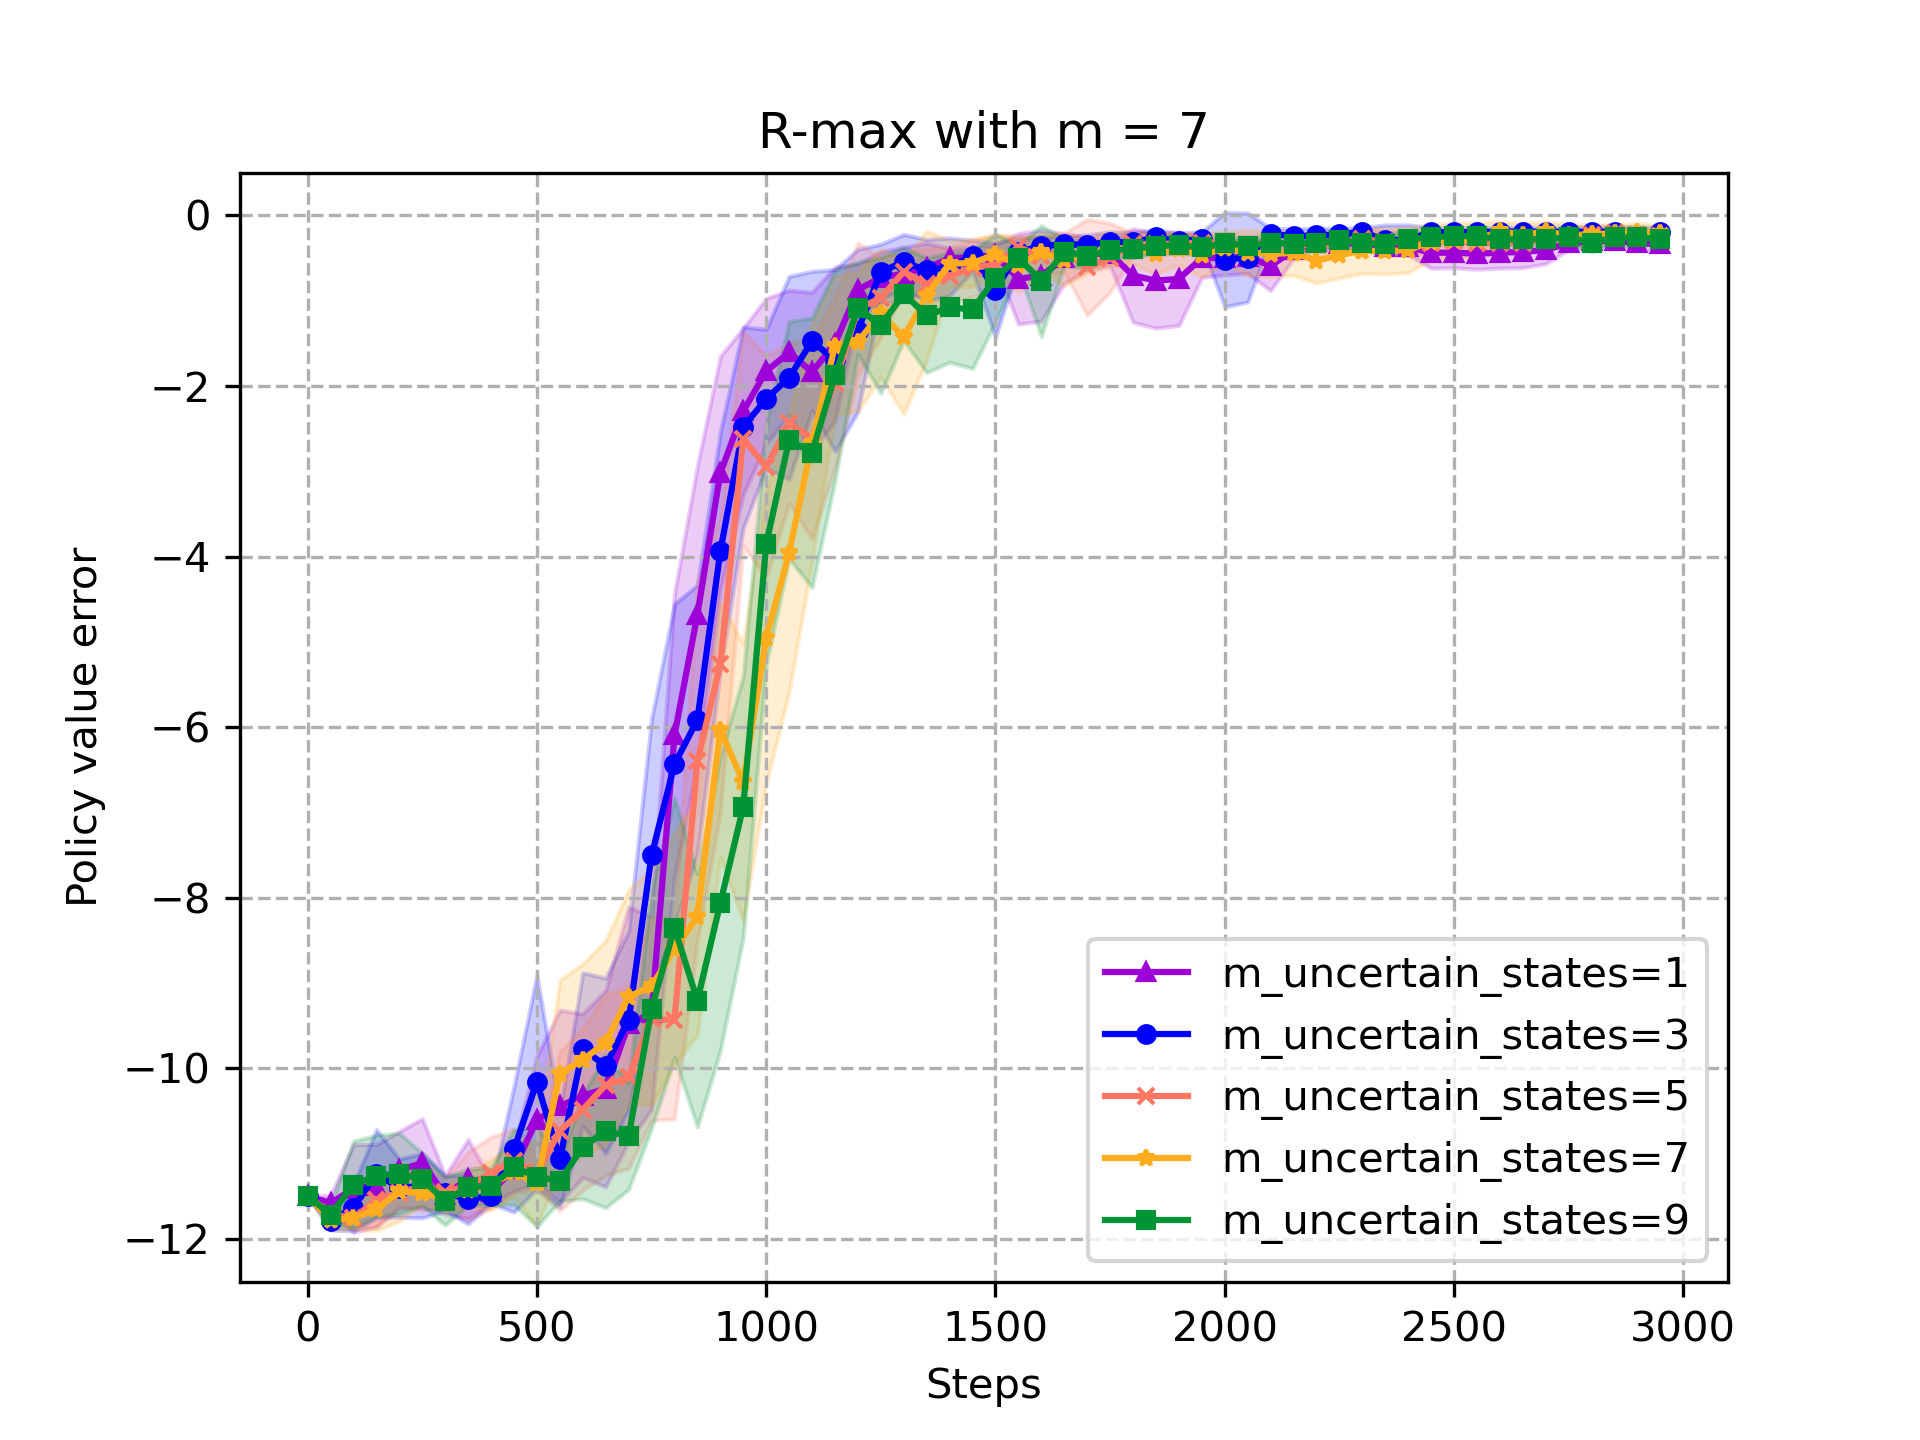 R-max with m = 7
Policy value error
0
−2
−4
−6
−8
−10
−12
m_uncertain_states=1
m_uncertain_states=3
m_uncertain_states=5
m_uncertain_states=7
m_uncertain_states=9
0 500 1000 1500 2000 2500 3000
Steps